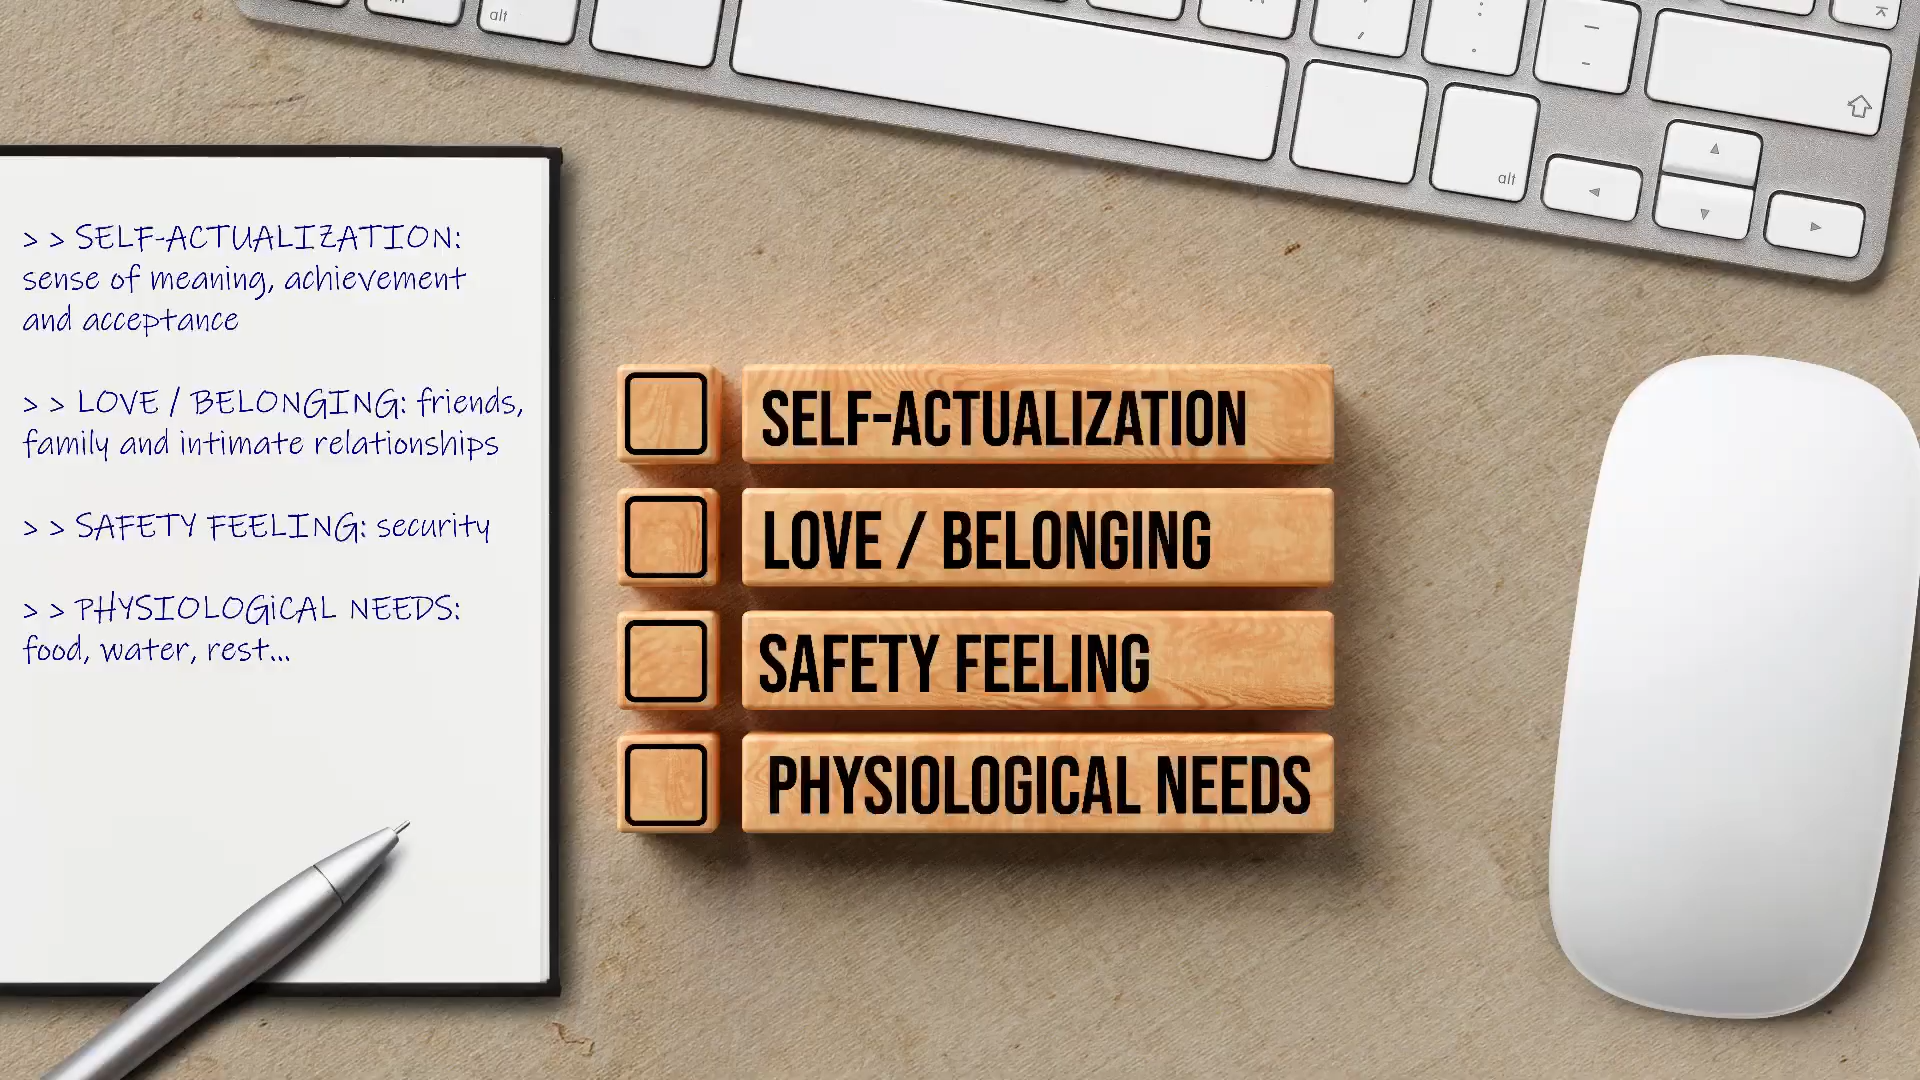 alt
alt
> > SELF-ACTUALIZATION:
sense of meaning, achievement
and acceptance
> > LOVE / BELONGING: friends,
family and intimate relationships
> > SAFETY FEELING: security
> > PHYSIOLOGiCAL NEEDS:
food, water, rest...
SELF-ACTUALIZATION
LOVE / BELONGING
SAFETY FEELING
PHYSIOLOGICAL NEEDS